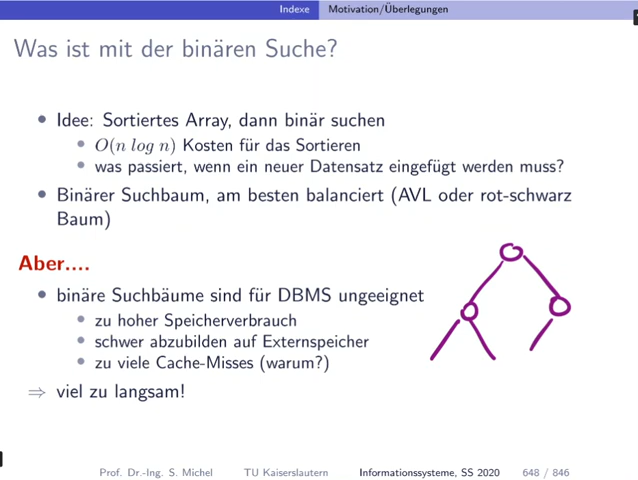 Indexe Motivation/Überlegungen
Was ist mit der binären Suche?
• Idee: Sortiertes Array, dann binär suchen
• O(n log n) Kosten für das Sortieren
• was passiert, wenn ein neuer Datensatz eingefügt werden muss?
• Binärer Suchbaum, am besten balanciert (AVL oder rot-schwarz
Baum)
Aber....
• binäre Suchbäume sind für DBMS ungeeignet
• zu hoher Speicherverbrauch
• schwer abzubilden auf Externspeicher
• zu viele Cache-Misses (warum?)
⇒ viel zu langsam!
Prof. Dr.-Ing. S. Michel TU Kaiserslautern Informationssysteme, SS 2020 648 / 846